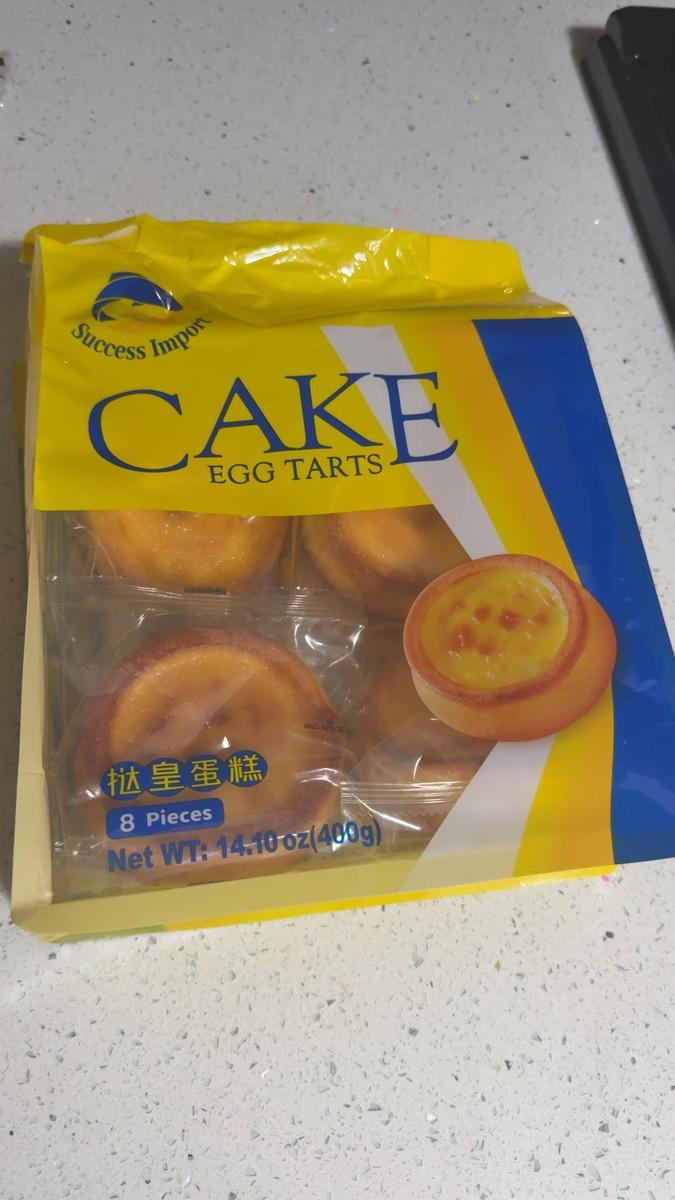 Success Import
CAKE
EGG TARTS
挞皇蛋糕
8 Pieces
Net WT: 14.10 oz(400g)